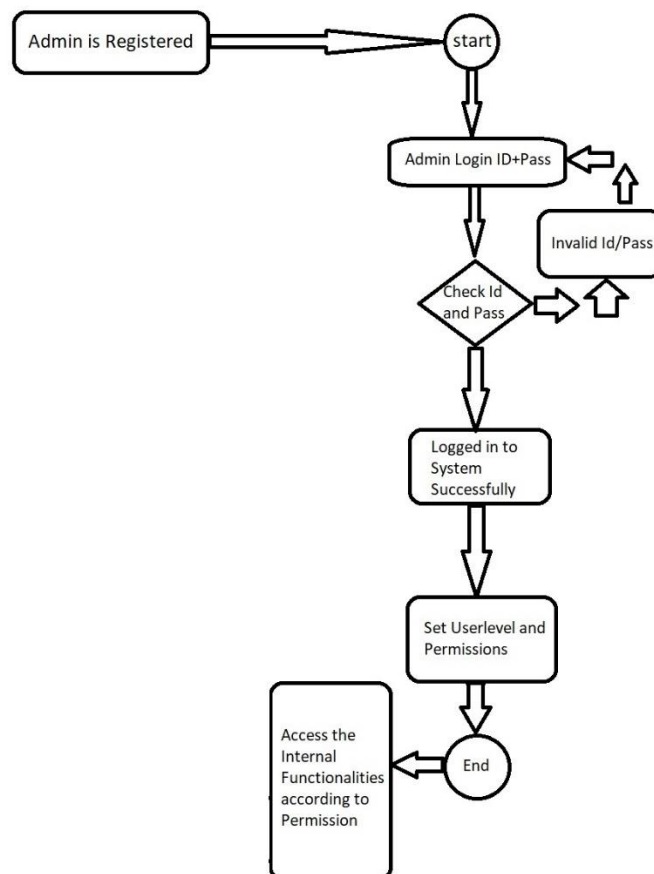 Admin is Registered
start
Admin Login ID+Pass
Invalid Id/Pass
Check Id
and Pass
Logged in to
System
Successfully
Set Userlevel and
Permissions
End
Access the
Internal
Functionalities
according to
Permission